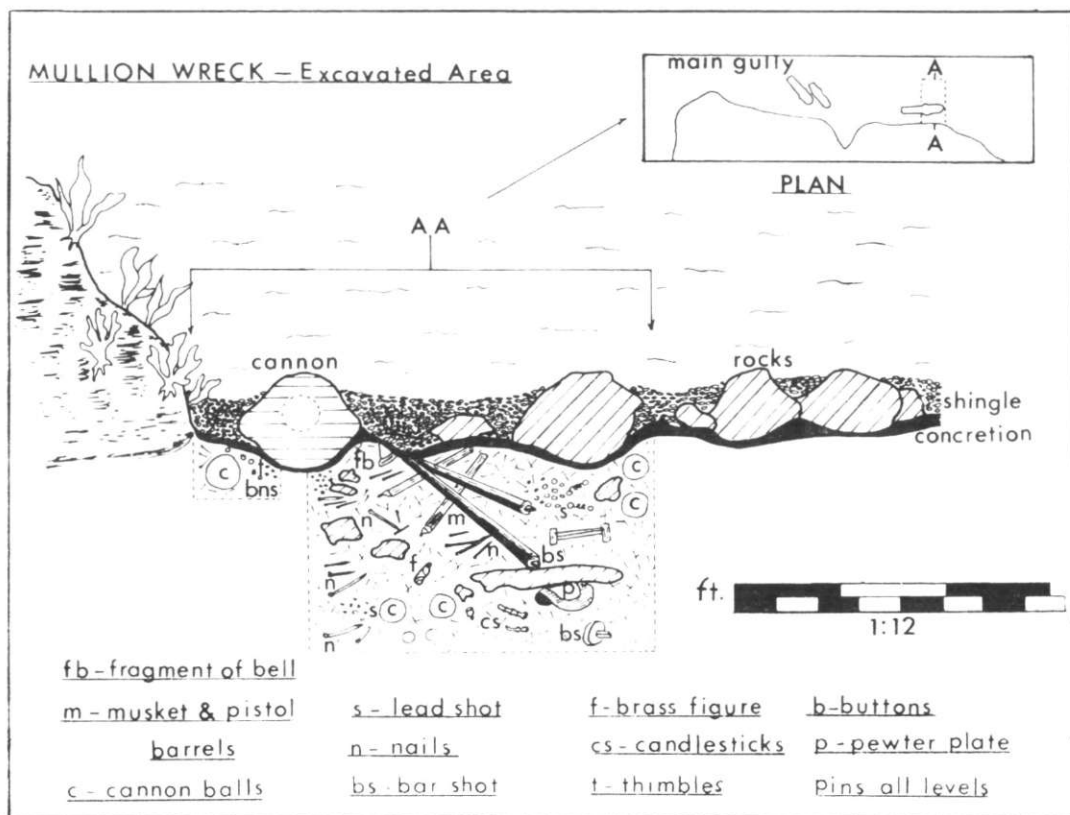 MULLION WRECK – Excavated Area
main gully
A
A
PLAN
A A
cannon
rocks
shingle
concretion
c
bns
fb
n
m
n
f
n
s
c
c
n
cs
s
c
c
bs
p
bs
ft.
1:12
fb – fragment of bell
m – musket & pistol
barrels
c – cannon balls
s – lead shot
n – nails
bs - bar shot
f – brass figure
cs – candlesticks
t – thimbles
b – buttons
p – pewter plate
Pins all levels